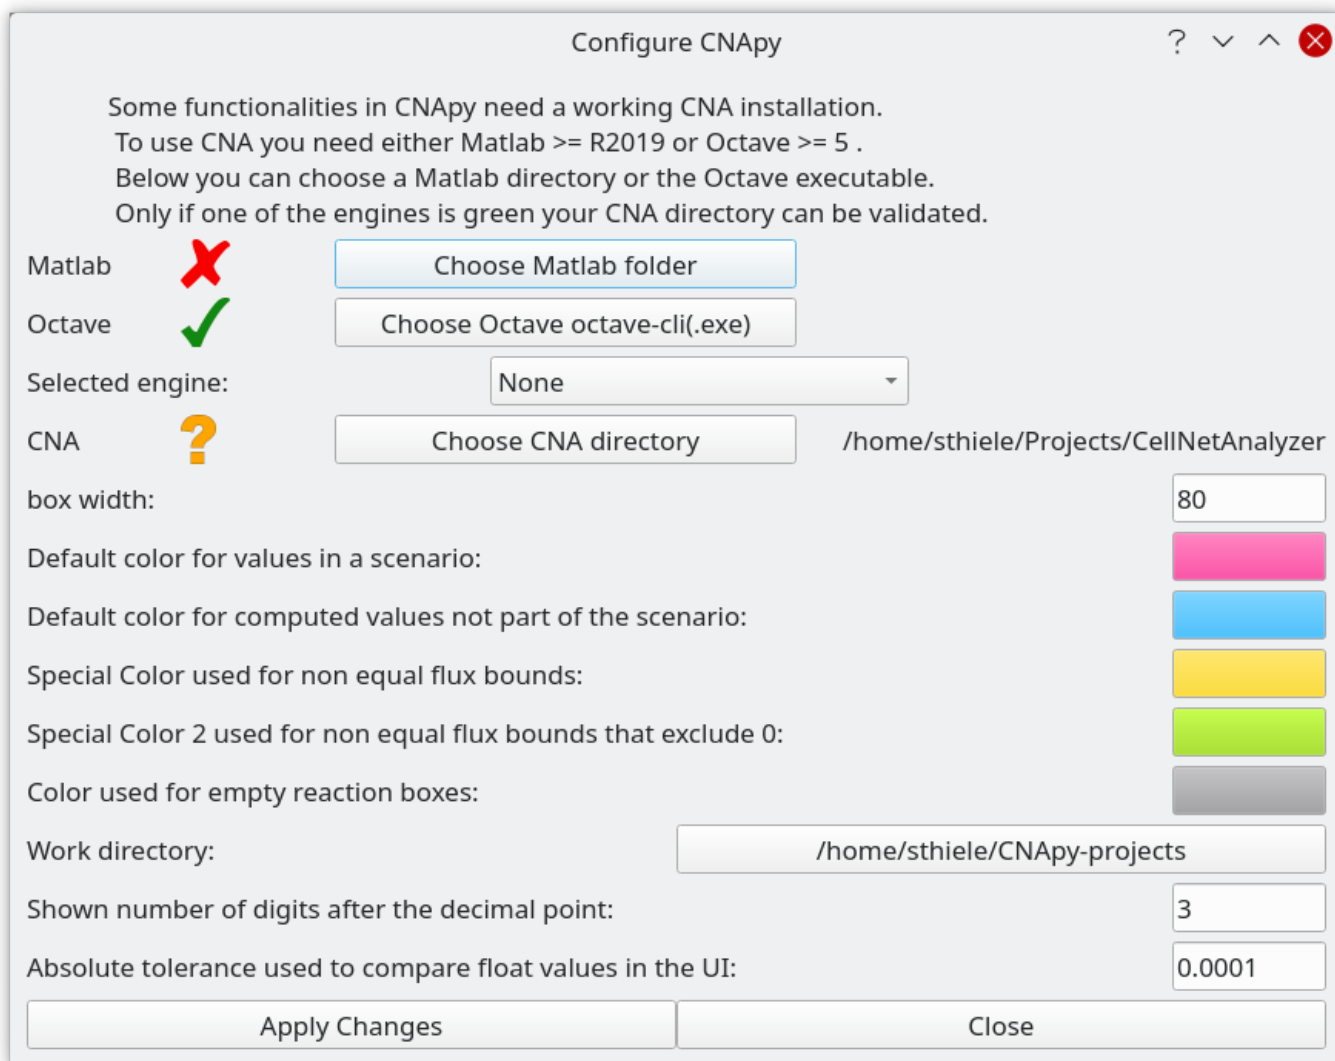 Configure CNApy
Some functionalities in CNApy need a working CNA installation.
To use CNA you need either Matlab >= R2019 or Octave >= 5 .
Below you can choose a Matlab directory or the Octave executable.
Only if one of the engines is green your CNA directory can be validated.
Matlab Choose Matlab folder
Octave Choose Octave octave-cli(.exe)
Selected engine: None
CNA Choose CNA directory /home/sthiele/Projects/CellNetAnalyzer
box width: 80
Default color for values in a scenario:
Default color for computed values not part of the scenario:
Special Color used for non equal flux bounds:
Special Color 2 used for non equal flux bounds that exclude 0:
Color used for empty reaction boxes:
Work directory: /home/sthiele/CNApy-projects
Shown number of digits after the decimal point: 3
Absolute tolerance used to compare float values in the UI: 0.0001
Apply Changes Close